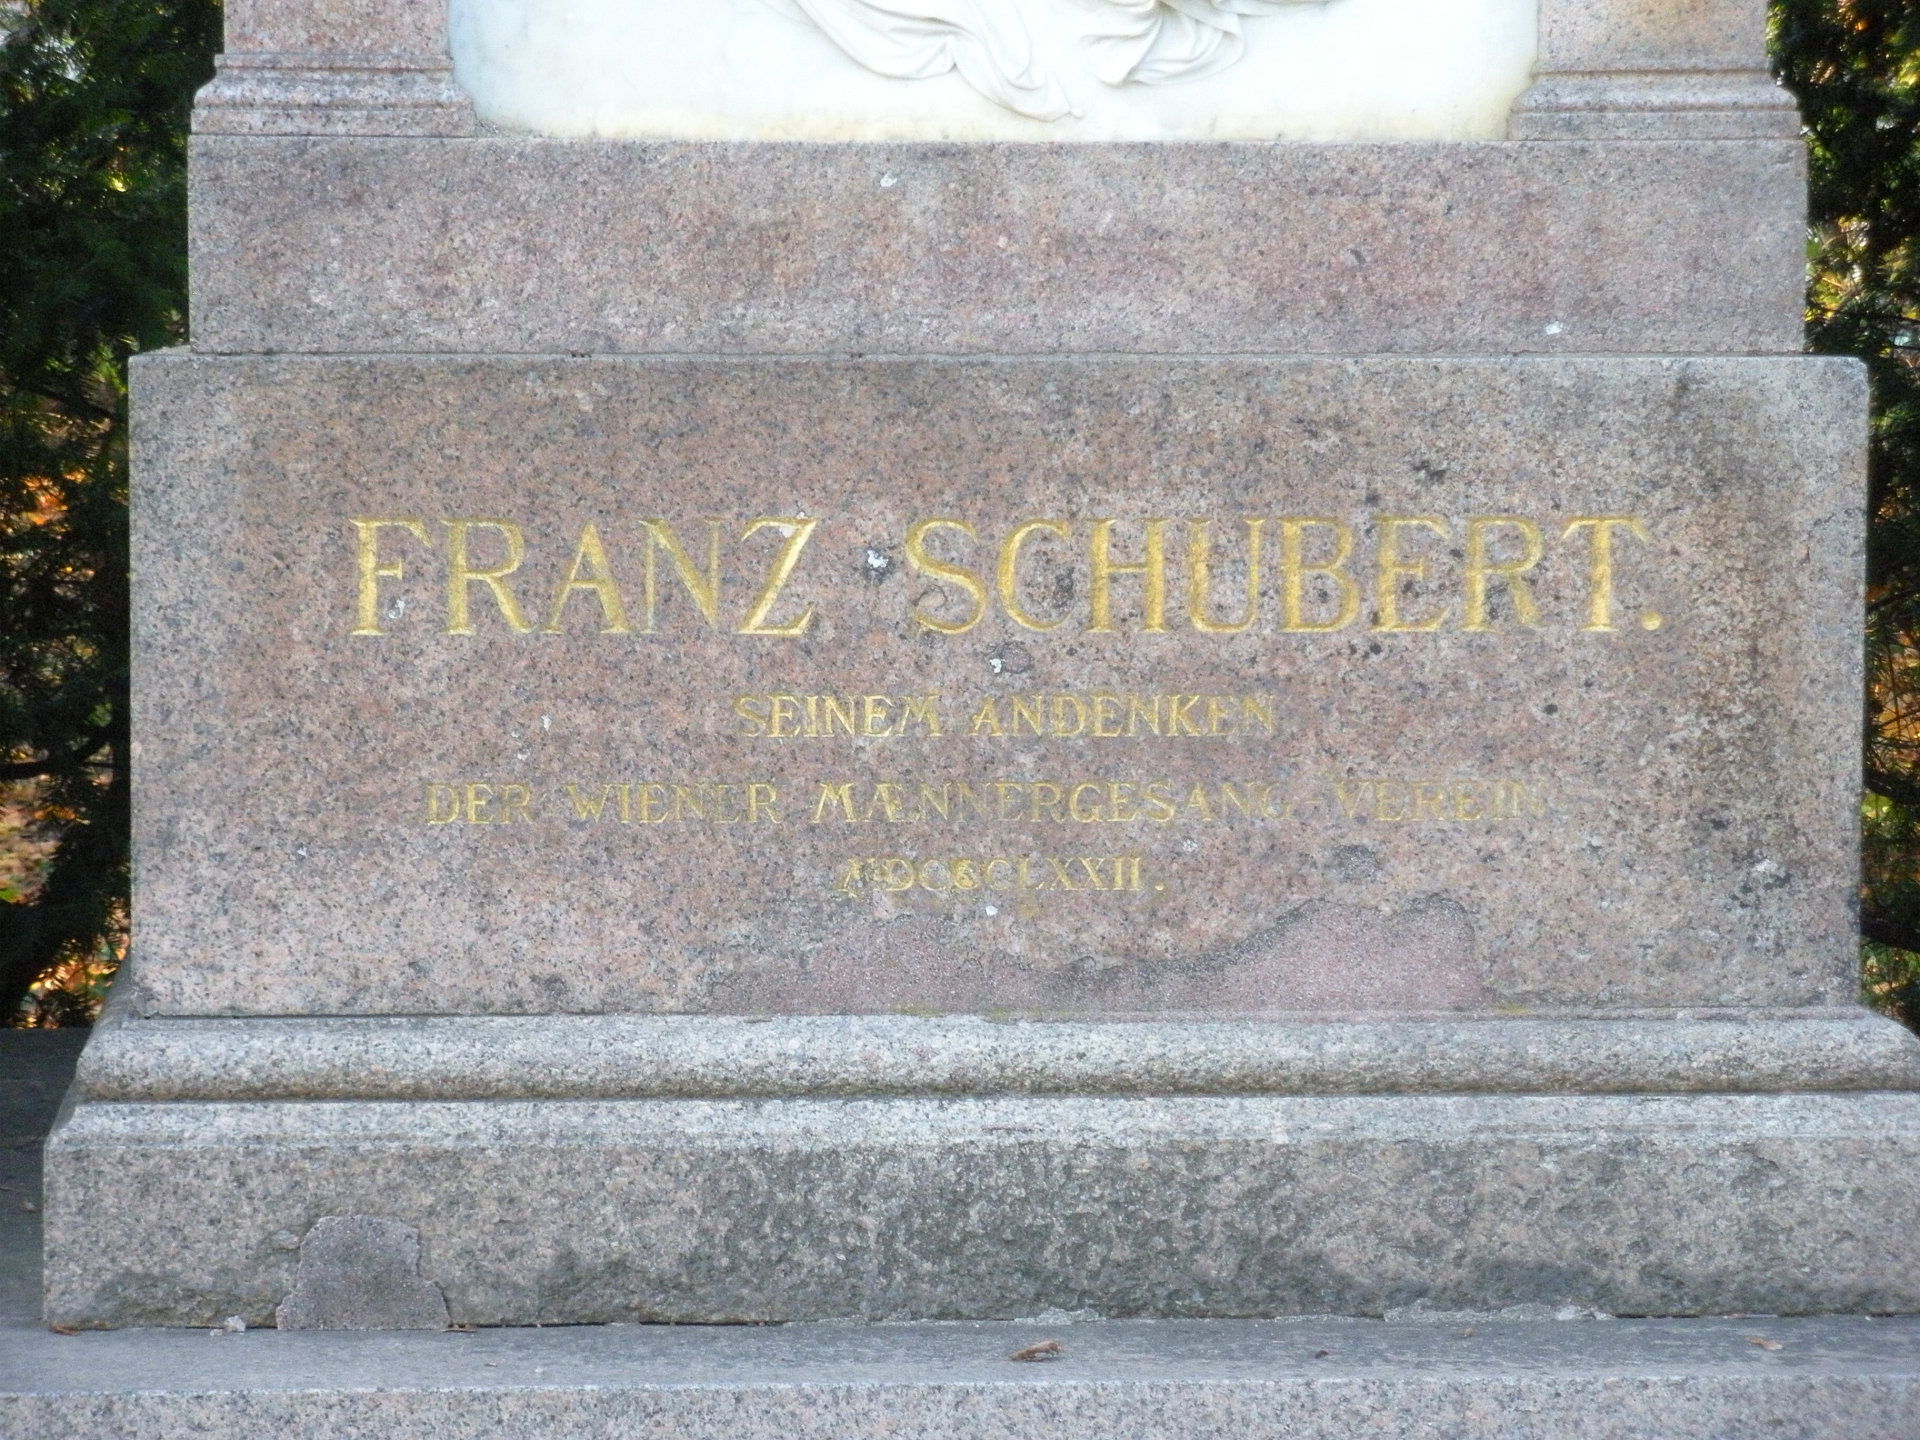 FRANZ SCHUBERT.
SEINEM ANDENKEN
DER WIENER MÆNNERGESANG-VEREIN
MDCCCLXXII.